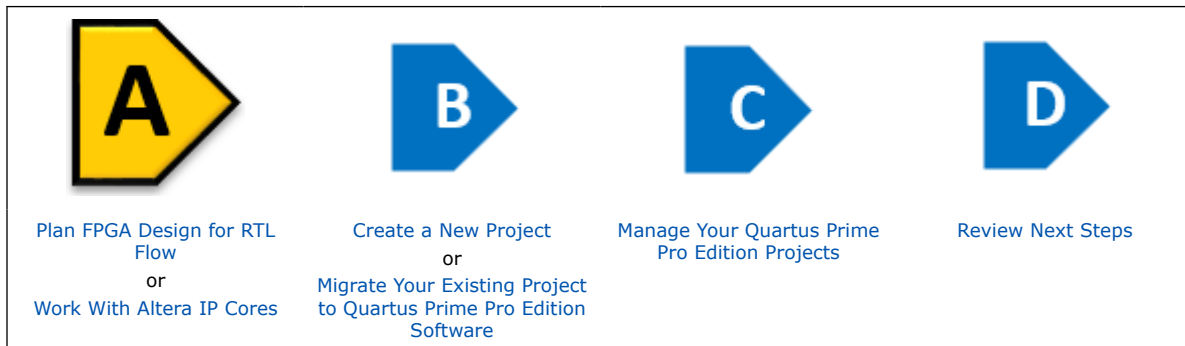 A
B
C
D
Plan FPGA Design for RTL
Flow
or
Work With Altera IP Cores
Create a New Project
or
Migrate Your Existing Project
to Quartus Prime Pro Edition
Software
Manage Your Quartus Prime
Pro Edition Projects
Review Next Steps